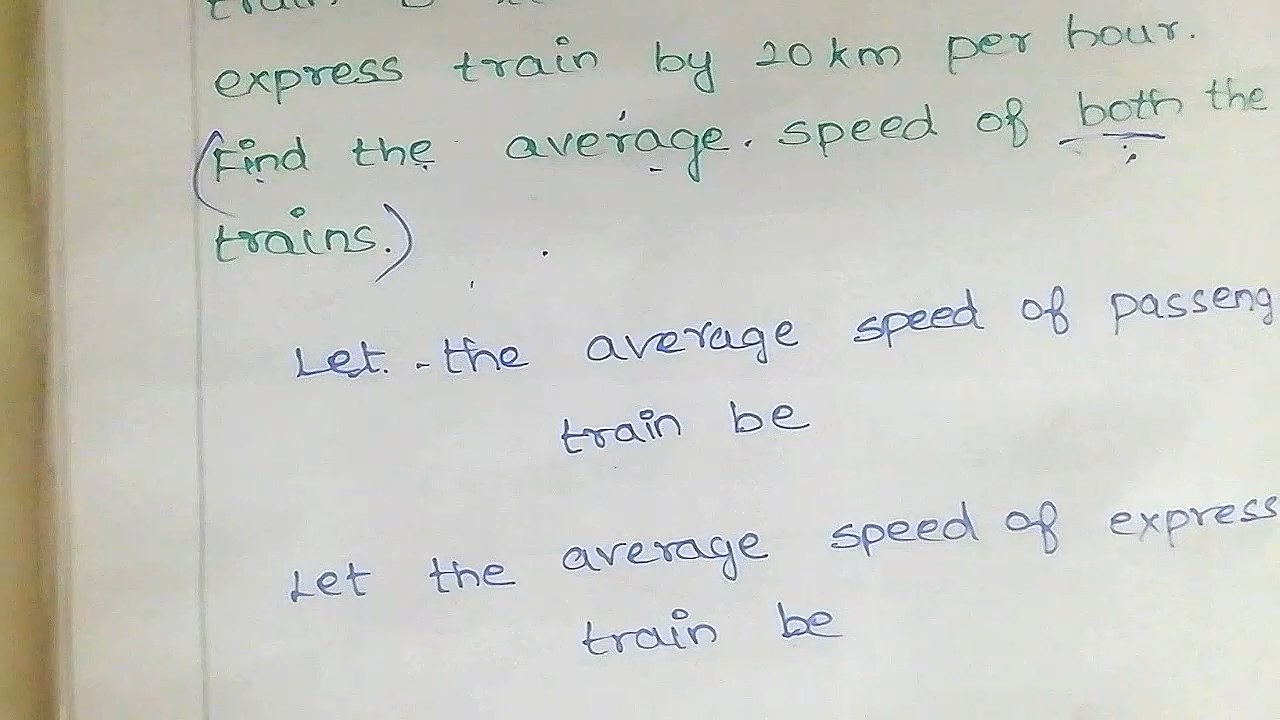 express train by 20 km per hour.
(Find the average. speed of both the
trains.)
Let. the average speed of passeng
train be
Let the average speed of express
train be